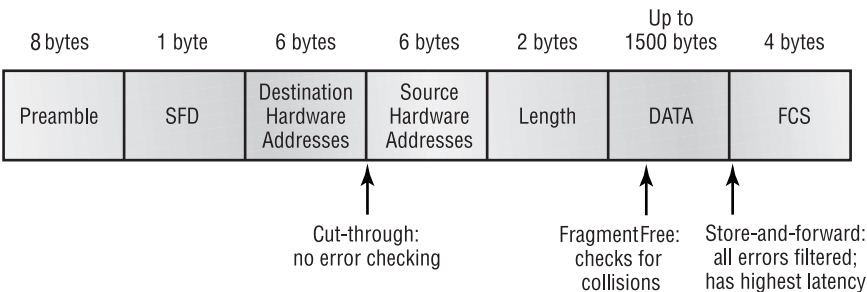 8 bytes
1 byte
6 bytes
6 bytes
2 bytes
Up to
1500 bytes
4 bytes
Preamble
SFD
Destination
Hardware
Addresses
Source
Hardware
Addresses
Length
DATA
FCS
Cut-through:
no error checking
FragmentFree:
checks for
collisions
Store-and-forward:
all errors filtered;
has highest latency